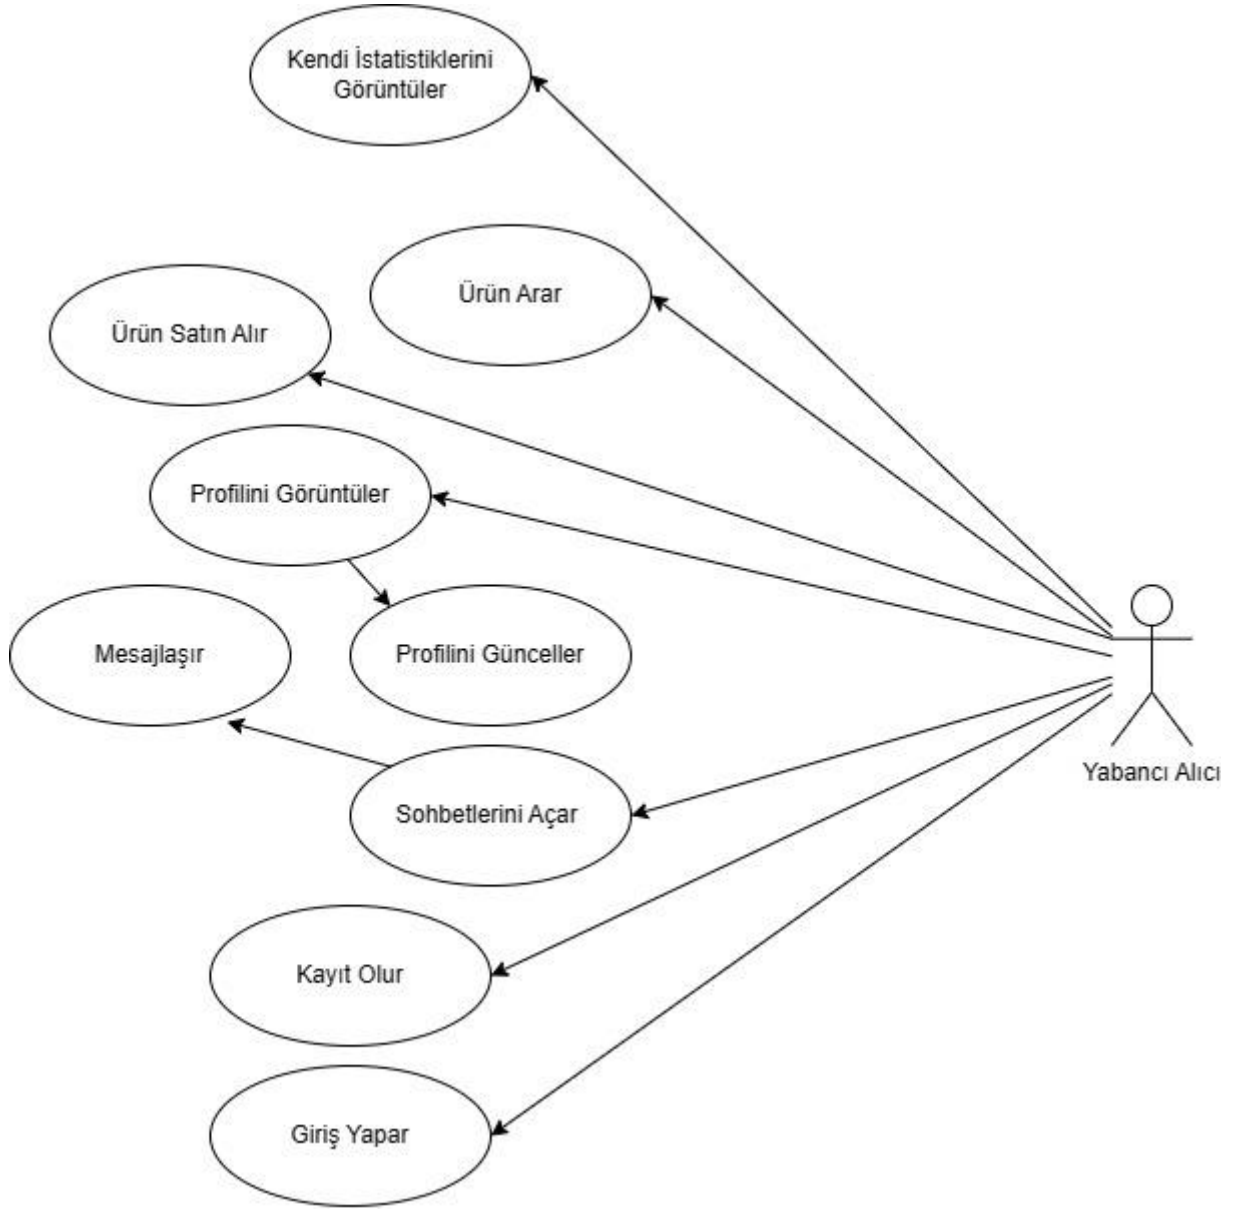 Kendi İstatistiklerini
Görüntüler
Ürün Arar
Ürün Satın Alır
Profilini Görüntüler
Mesajlaşır
Profilini Günceller
Yabancı Alıcı
Sohbetlerini Açar
Kayıt Olur
Giriş Yapar